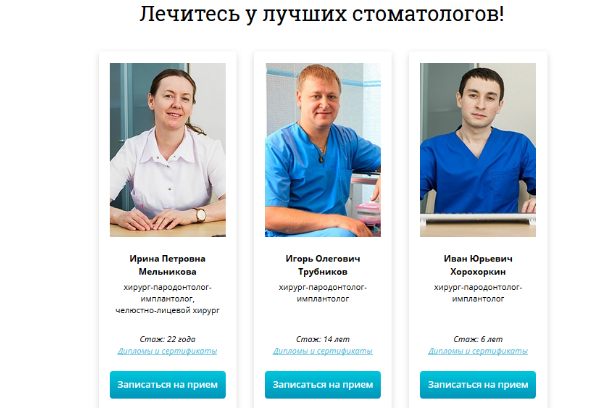 Лечитесь у лучших стоматологов!
Ирина Петровна
Мельникова
хирург-пародонтолог-
имплантолог,
челюстно-лицевой хирург
Стаж: 22 года
Дипломы и сертификаты
Записаться на прием
Игорь Олегович
Трубников
хирург-пародонтолог-
имплантолог
Стаж: 14 лет
Дипломы и сертификаты
Записаться на прием
Иван Юрьевич
Хорохоркин
хирург-пародонтолог-
имплантолог
Стаж: 6 лет
Дипломы и сертификаты
Записаться на прием